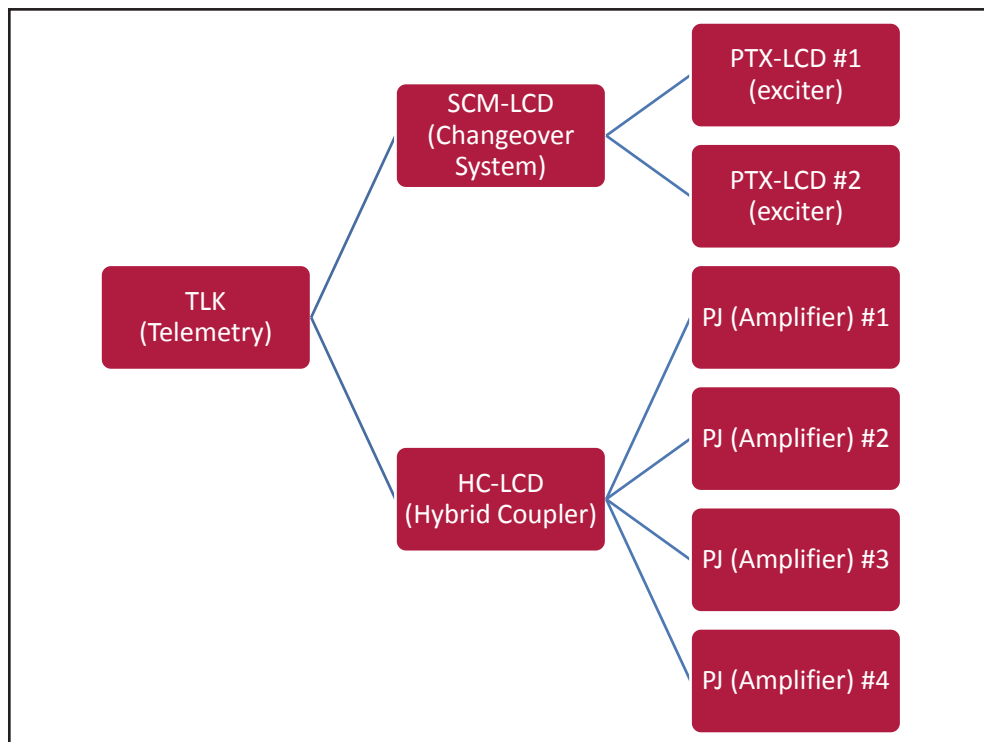 TLK
(Telemetry)
SCM-LCD
(Changeover
System)
PTX-LCD #1
(exciter)
PTX-LCD #2
(exciter)
HC-LCD
(Hybrid Coupler)
PJ (Amplifier) #1
PJ (Amplifier) #2
PJ (Amplifier) #3
PJ (Amplifier) #4